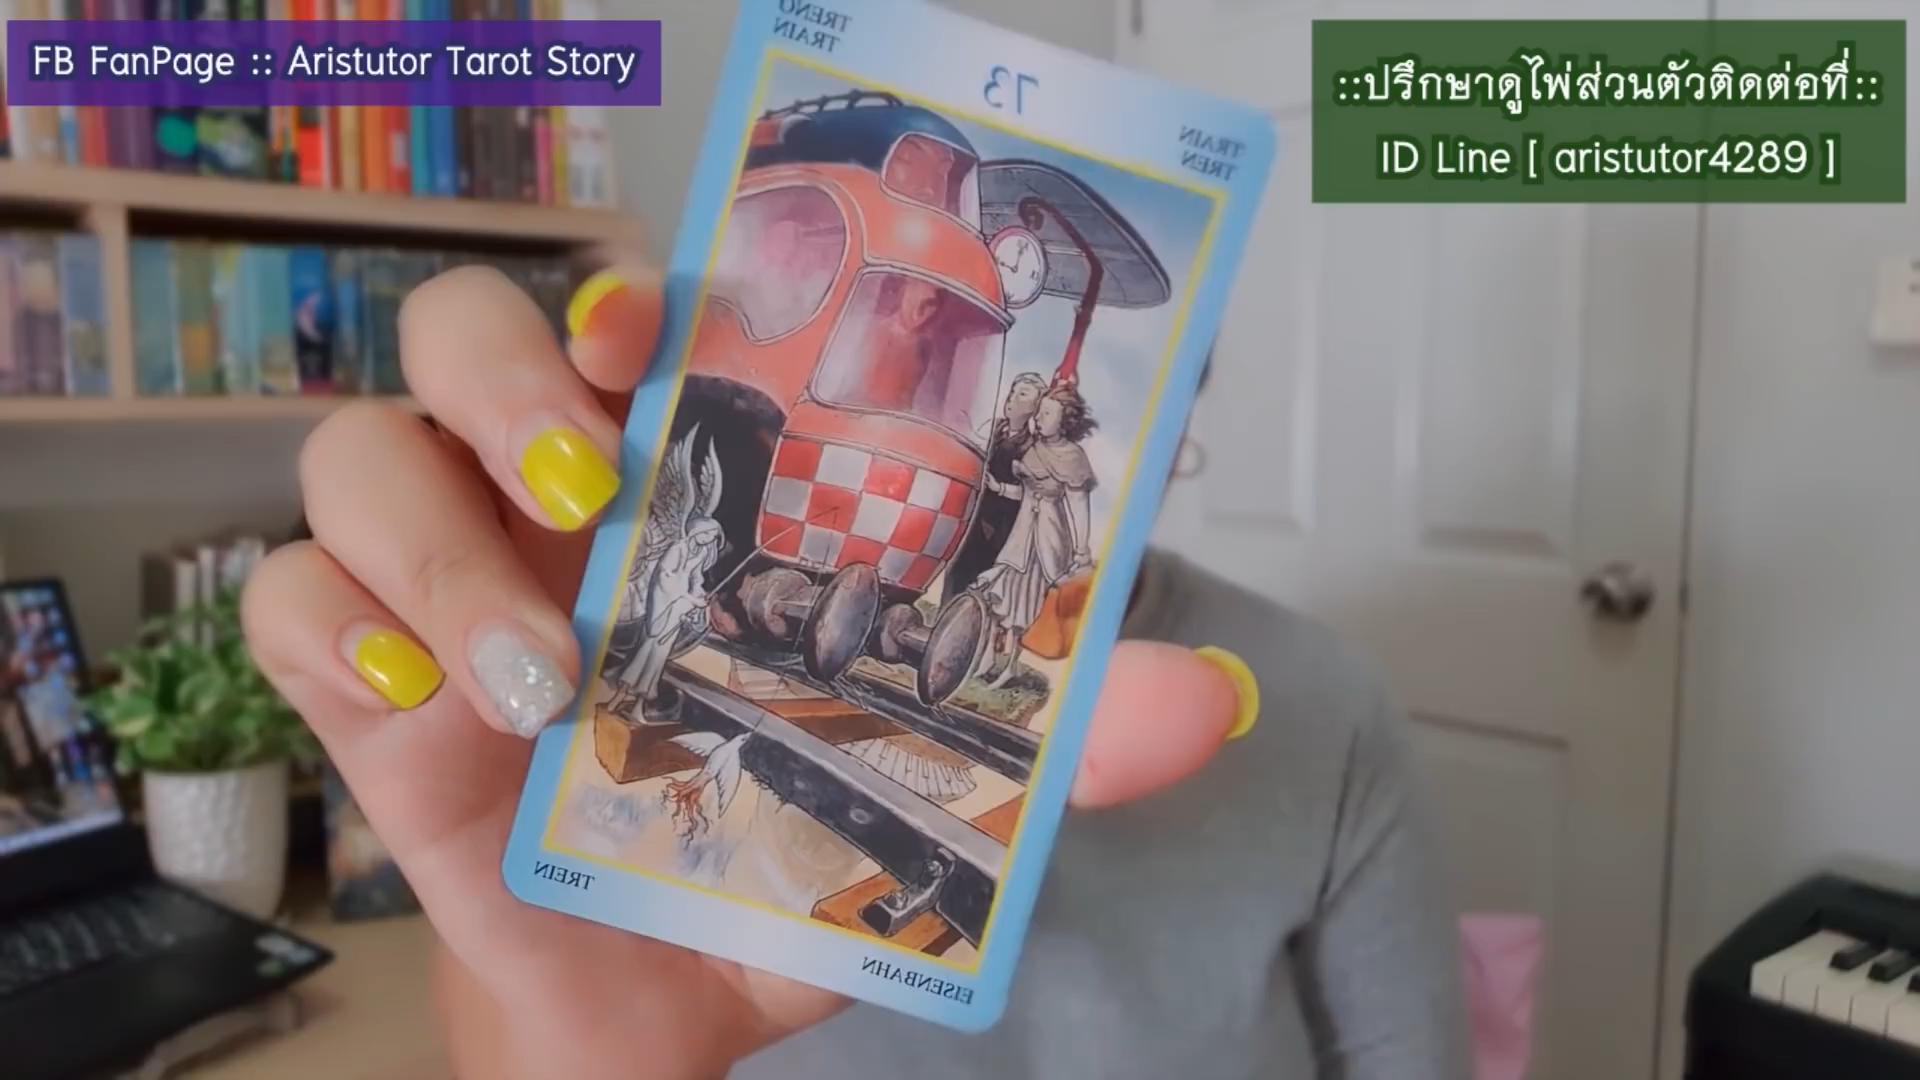 FB FanPage :: Aristutor Tarot Story
::ปรึกษาดูไพ่ส่วนตัวติดต่อที่::
ID Line [ aristutor4289 ]
TRENO
TRAIN
73
TRAIN
TREN
TREIN
EISENBAHN